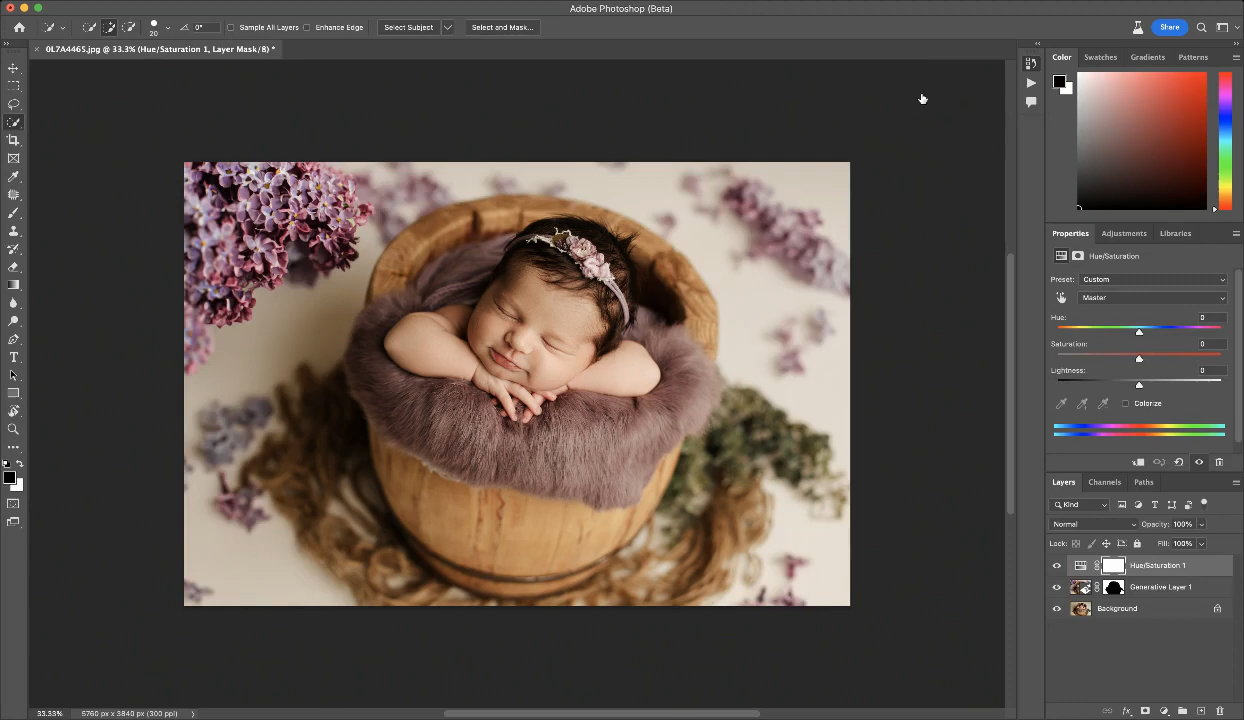 Adobe Photoshop (Beta)
20
0°
Sample All Layers
Enhance Edge
Select Subject
Select and Mask...
Share
0L7A4465.jpg @ 33.3% (Hue/Saturation 1, Layer Mask/8) *
Color
Swatches
Gradients
Patterns
Properties
Adjustments
Libraries
Hue/Saturation
Preset: Custom
Master
Hue: 0
Saturation: 0
Lightness: 0
Colorize
Layers
Channels
Paths
Kind
Normal
Opacity: 100%
Lock:
Fill: 100%
Hue/Saturation 1
Generative Layer 1
Background
33.33%
5760 px x 3840 px (300 ppi)